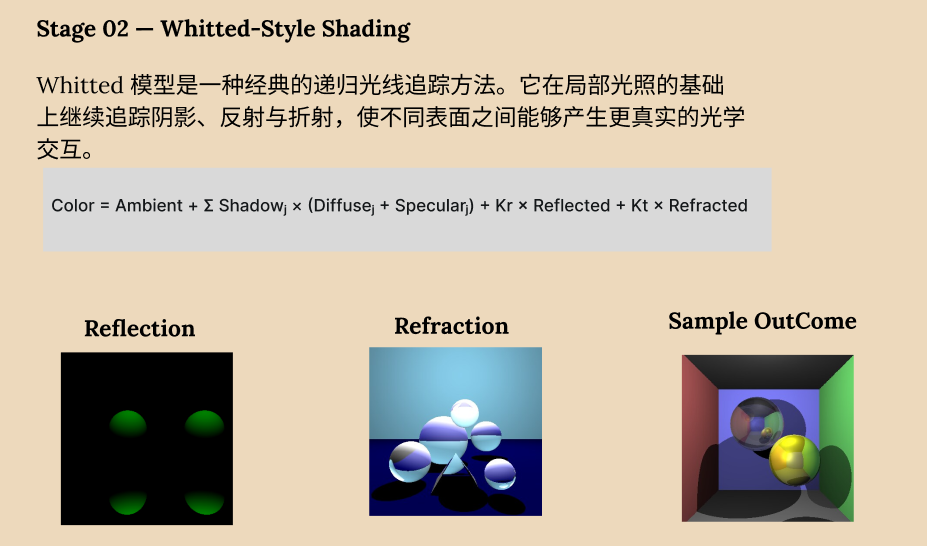 Stage 02 — Whitted-Style Shading
Whitted 模型是一种经典的递归光线追踪方法。它在局部光照的基础
上继续追踪阴影、反射与折射，使不同表面之间能够产生更真实的光学
交互。
Color = Ambient + Σ Shadowⱼ × (Diffuseⱼ + Specularⱼ) + Kr × Reflected + Kt × Refracted
Reflection
Refraction
Sample OutCome